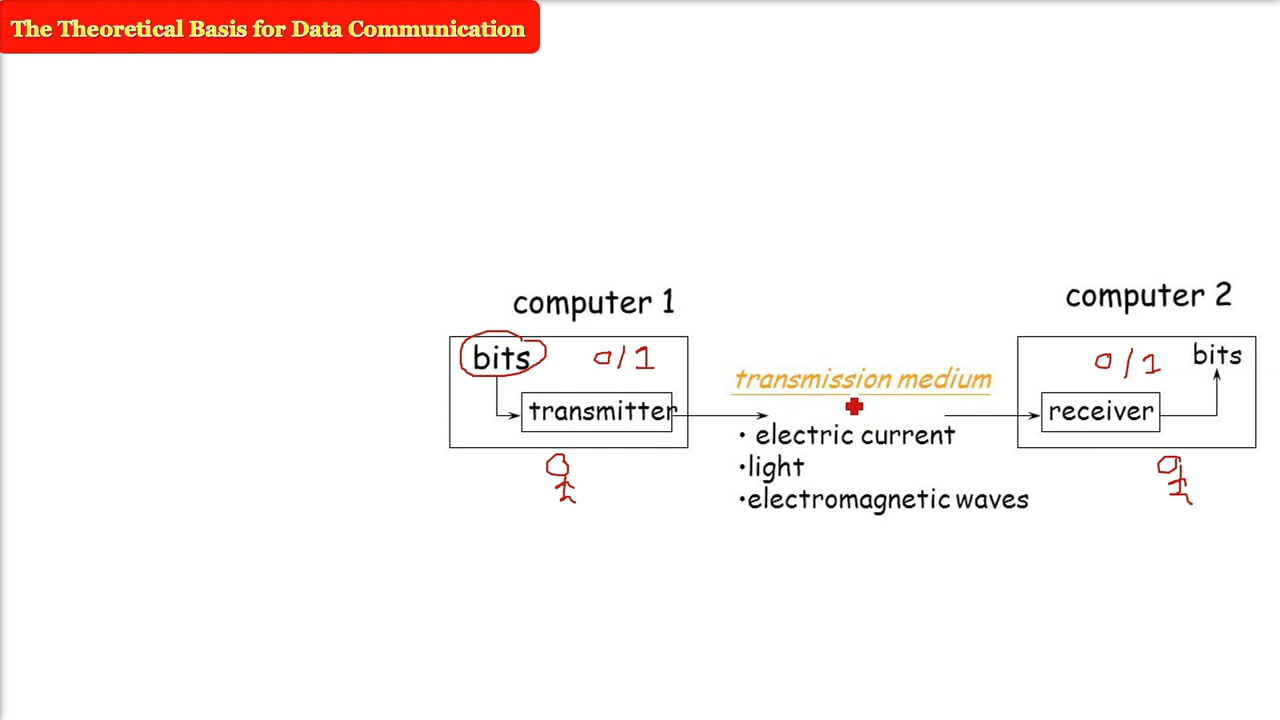 The Theoretical Basis for Data Communication
computer 1
bits 0/1
transmitter
transmission medium
• electric current
•light
•electromagnetic waves
computer 2
0/1 bits
receiver